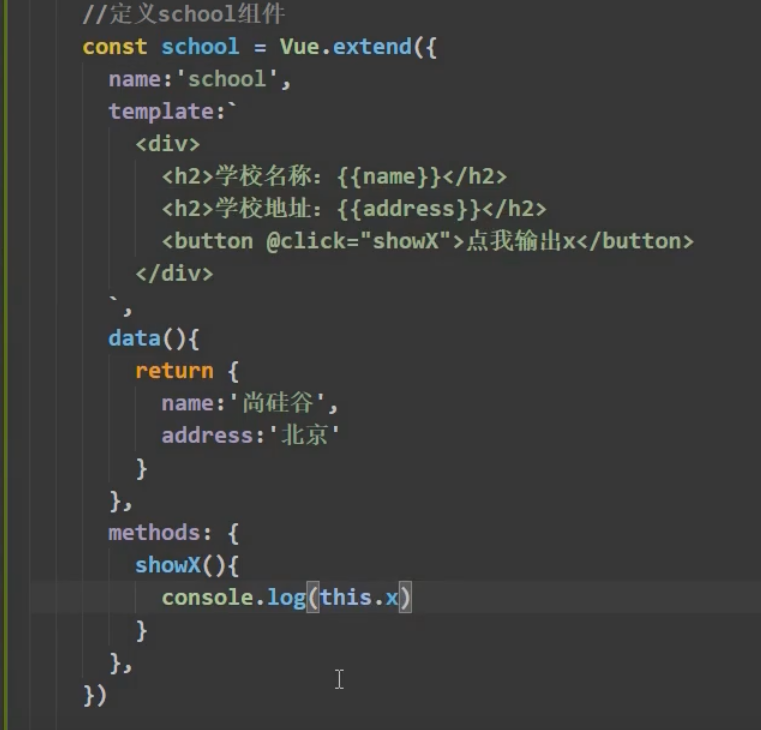 //定义school组件
const school = Vue.extend({
name:'school',
template:`
<div>
<h2>学校名称：{{name}}</h2>
<h2>学校地址：{{address}}</h2>
<button @click="showX">点我输出x</button>
</div>
`,
data(){
return {
name:'尚硅谷',
address:'北京'
}
},
methods: {
showX(){
console.log(this.x)
}
},
})